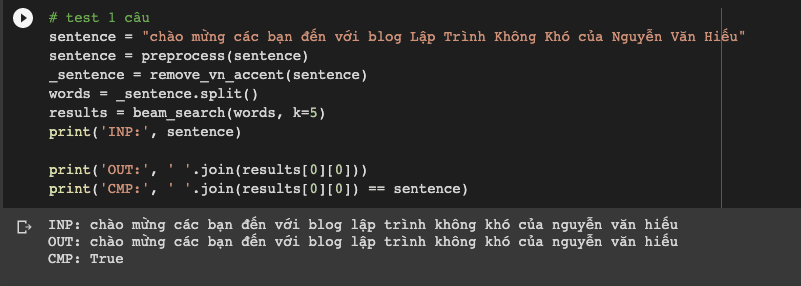 # test 1 câu
sentence = "chào mừng các bạn đến với blog Lập Trình Không Khó của Nguyễn Văn Hiếu"
sentence = preprocess(sentence)
_sentence = remove_vn_accent(sentence)
words = _sentence.split()
results = beam_search(words, k=5)
print('INP:', sentence)
print('OUT:', ' '.join(results[0][0]))
print('CMP:', ' '.join(results[0][0]) == sentence)
INP: chào mừng các bạn đến với blog lập trình không khó của nguyễn văn hiếu
OUT: chào mừng các bạn đến với blog lập trình không khó của nguyễn văn hiếu
CMP: True